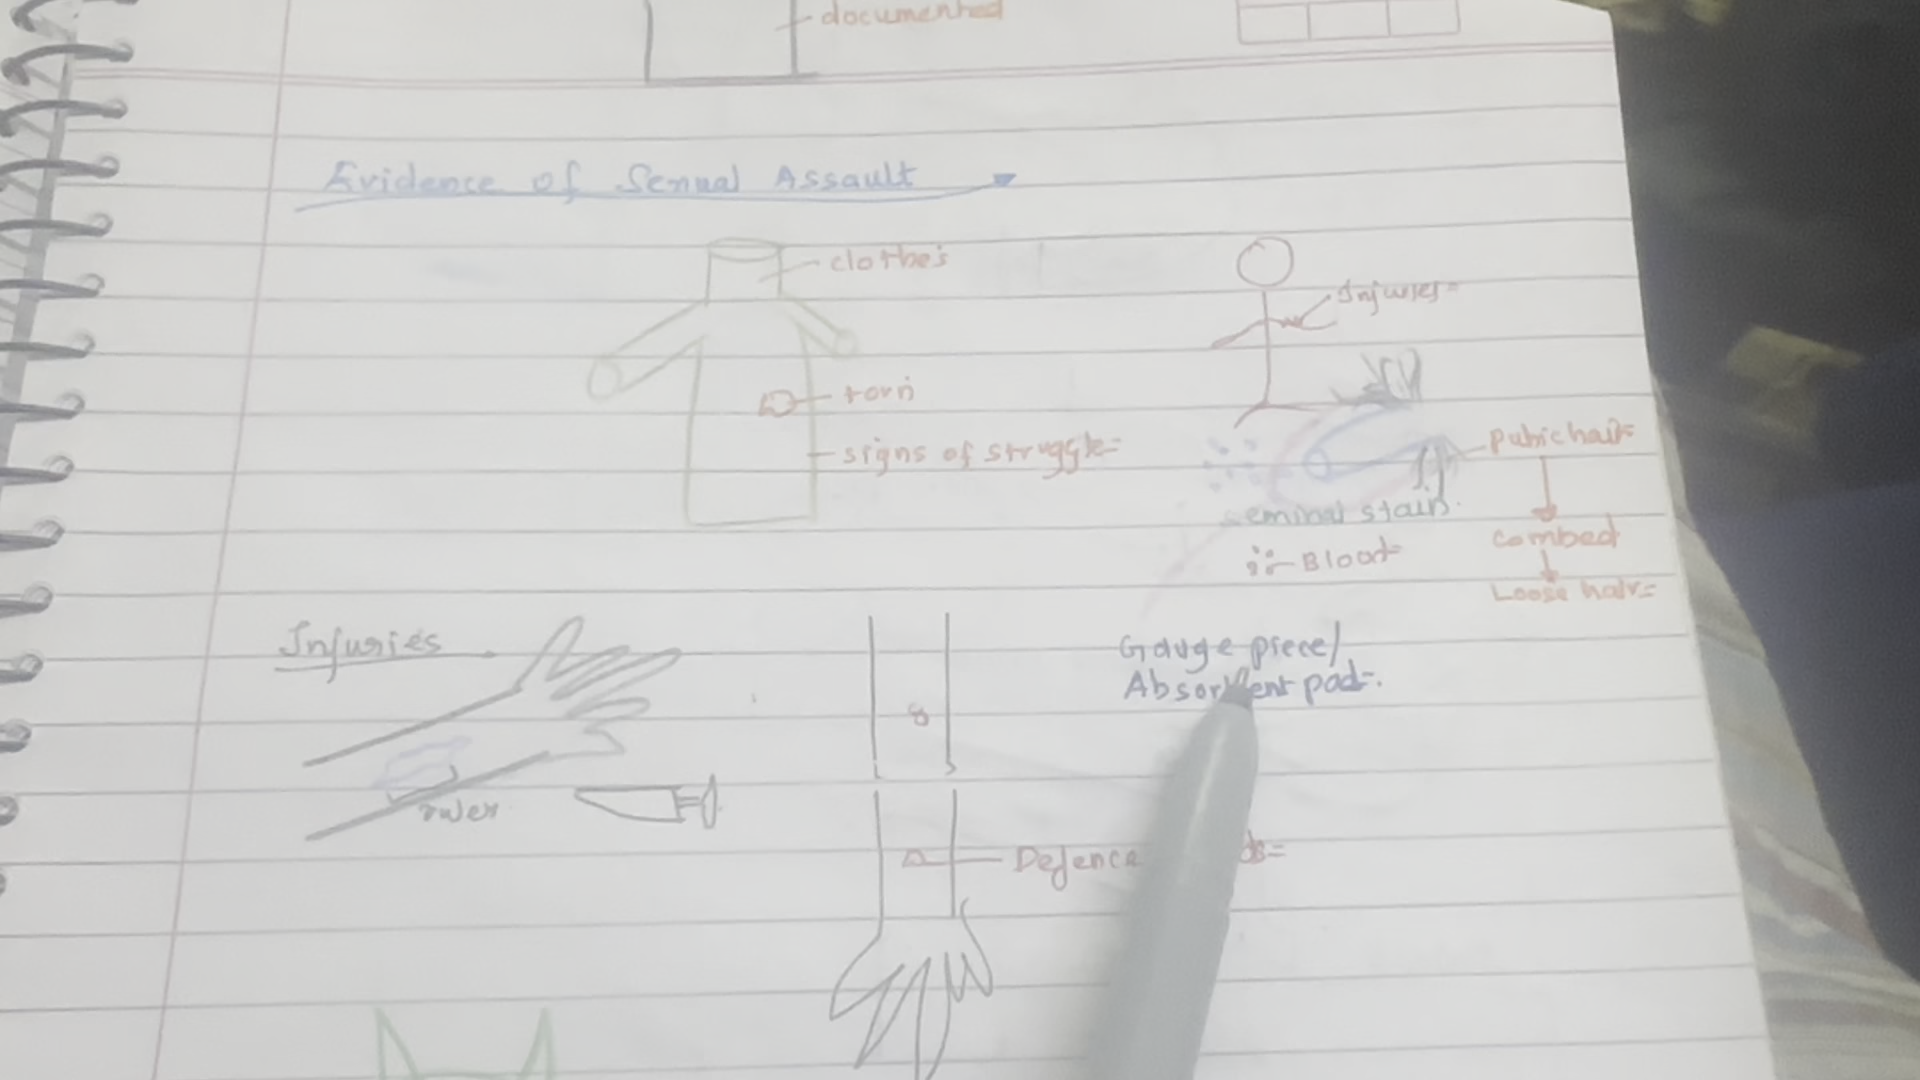 documented
Evidence of Sexual Assault
clothes
Injuries
torn
signs of struggle
Pubic hair
seminal stain
combed
Blood
Loose hair
Injuries
Gauge piece/
Absorbent pad.
Defence